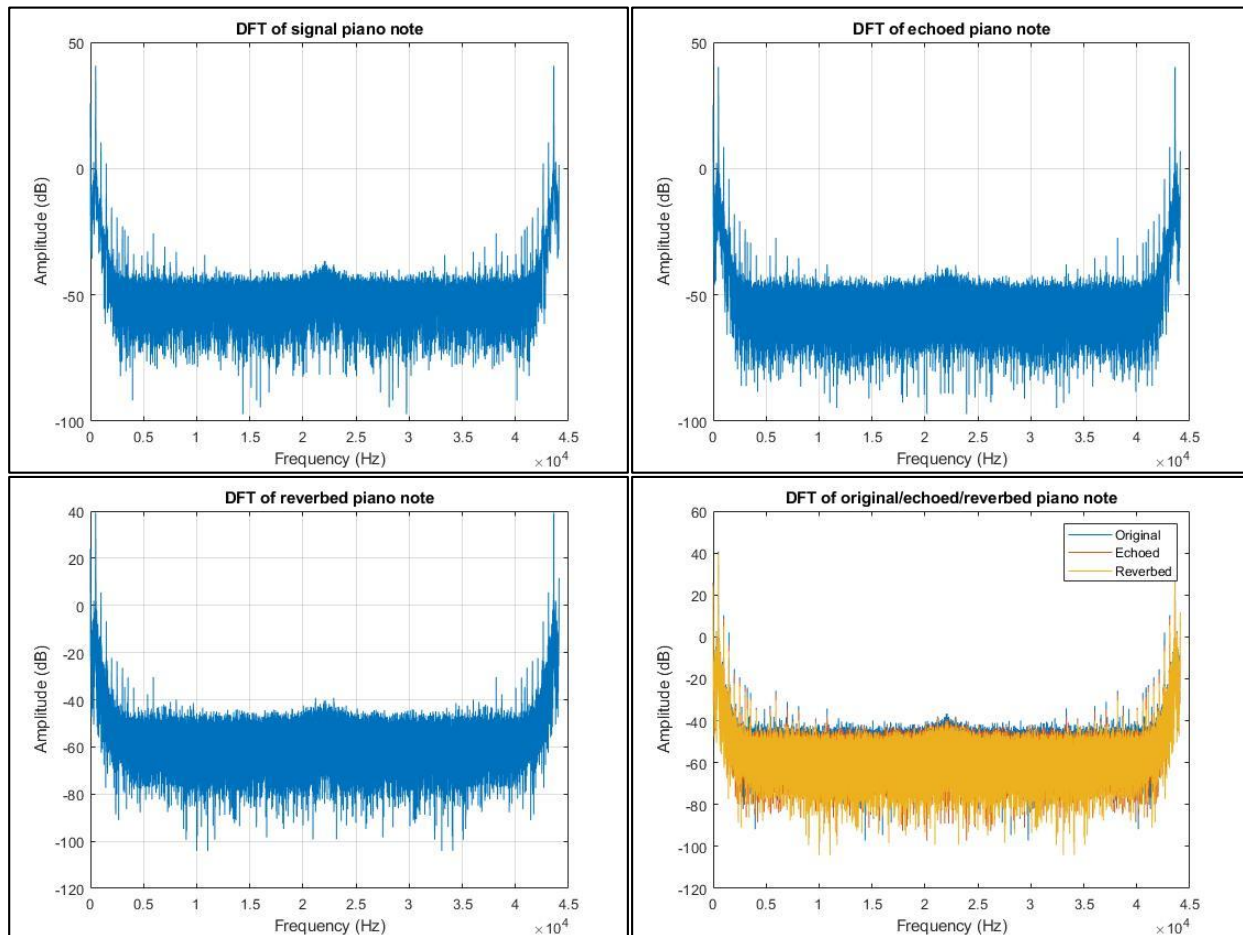 DFT of signal piano note
50
0
-50
-100
Amplitude (dB)
0 0.5 1 1.5 2 2.5 3 3.5 4 4.5
Frequency (Hz)
×10^4
DFT of echoed piano note
50
0
-50
-100
Amplitude (dB)
0 0.5 1 1.5 2 2.5 3 3.5 4 4.5
Frequency (Hz)
×10^4
DFT of reverbed piano note
40
20
0
-20
-40
-60
-80
-100
-120
Amplitude (dB)
0 0.5 1 1.5 2 2.5 3 3.5 4 4.5
Frequency (Hz)
×10^4
DFT of original/echoed/reverbed piano note
60
40
20
0
-20
-40
-60
-80
-100
-120
Amplitude (dB)
Original
Echoed
Reverbed
0 0.5 1 1.5 2 2.5 3 3.5 4 4.5
Frequency (Hz)
×10^4